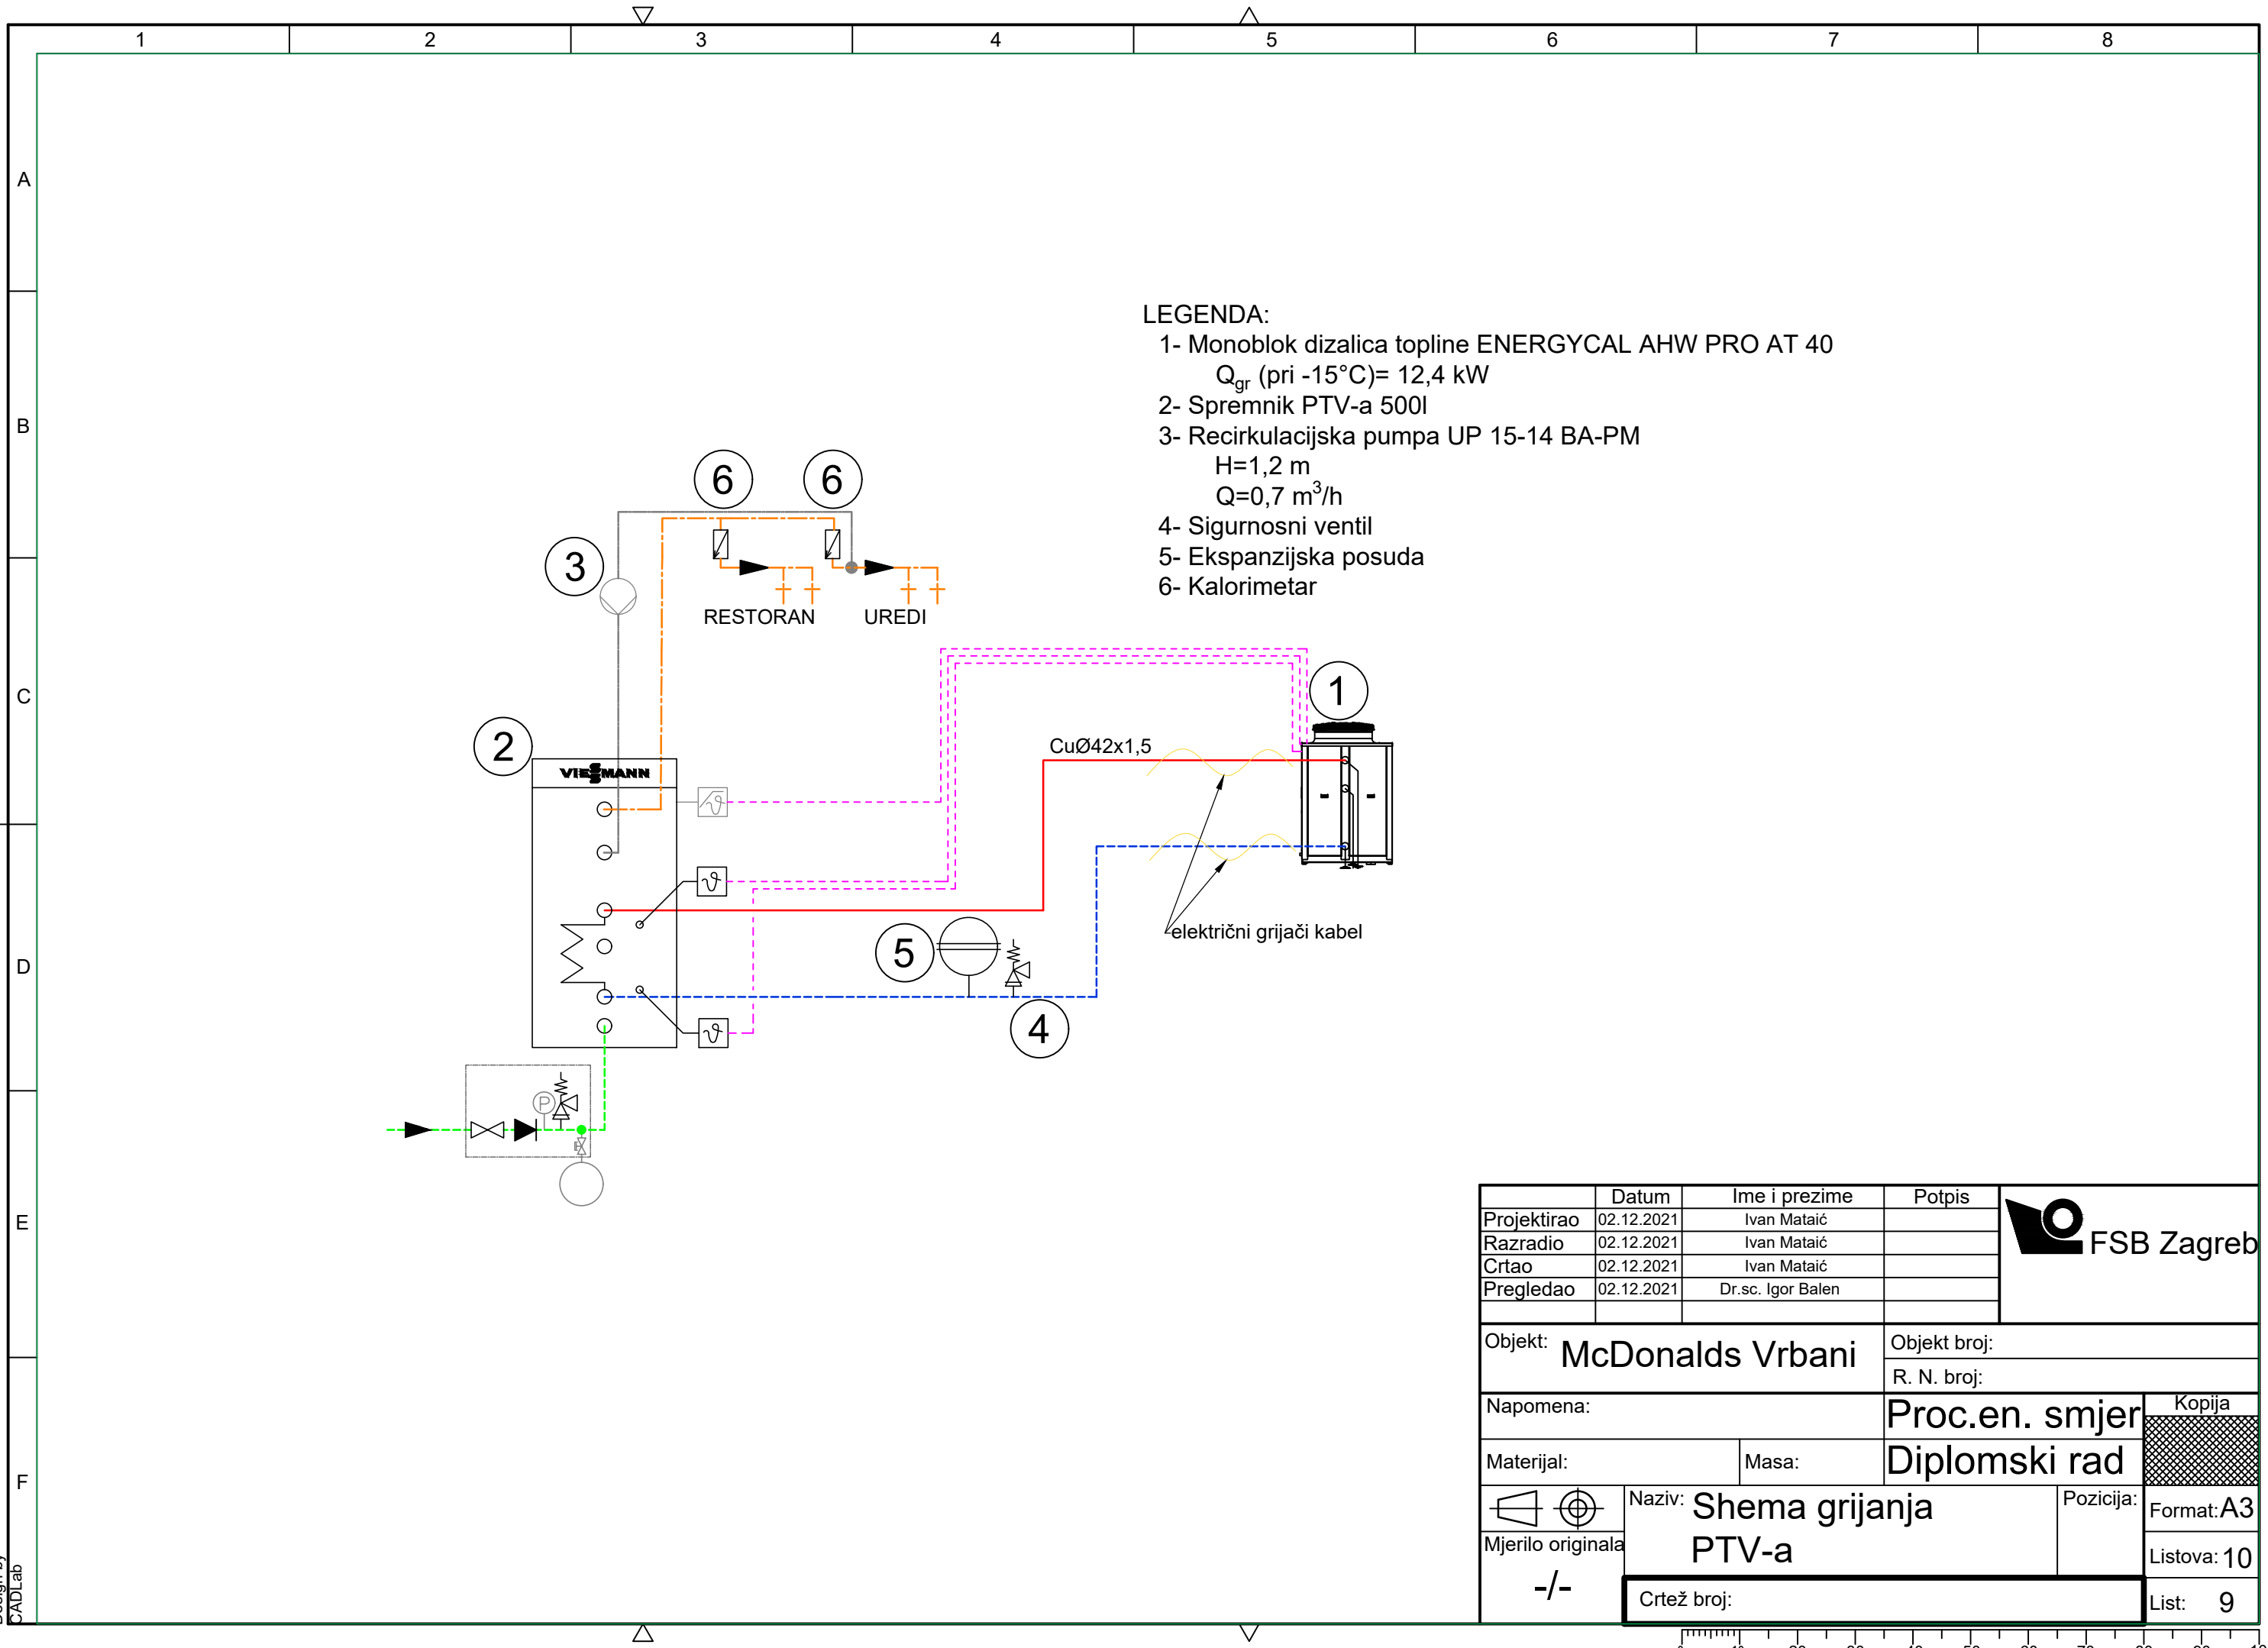 1 2 3 4 5 6 7 8
A
B
C
D
E
F
LEGENDA:
1- Monoblok dizalica topline ENERGYCAL AHW PRO AT 40
Qgr (pri -15°C)= 12,4 kW
2- Spremnik PTV-a 500l
3- Recirkulacijska pumpa UP 15-14 BA-PM
H=1,2 m
Q=0,7 m³/h
4- Sigurnosni ventil
5- Ekspanzijska posuda
6- Kalorimetar
6 6
3
RESTORAN UREDI
1
2
CuØ42x1,5
VIESMANN
ϑ
ϑ
ϑ
električni grijači kabel
5
4
P
Datum Ime i prezime Potpis
Projektirao 02.12.2021 Ivan Mataić
Razradio 02.12.2021 Ivan Mataić
Crtao 02.12.2021 Ivan Mataić
Pregledao 02.12.2021 Dr.sc. Igor Balen
FSB Zagreb
Objekt: McDonalds Vrbani
Objekt broj:
R. N. broj:
Napomena:
Proc.en. smjer
Kopija
Materijal: Masa:
Diplomski rad
Naziv: Shema grijanja
PTV-a
Pozicija:
Format: A3
Mjerilo originala
-/-
Listova: 10
Crtež broj:
List: 9
CADLab